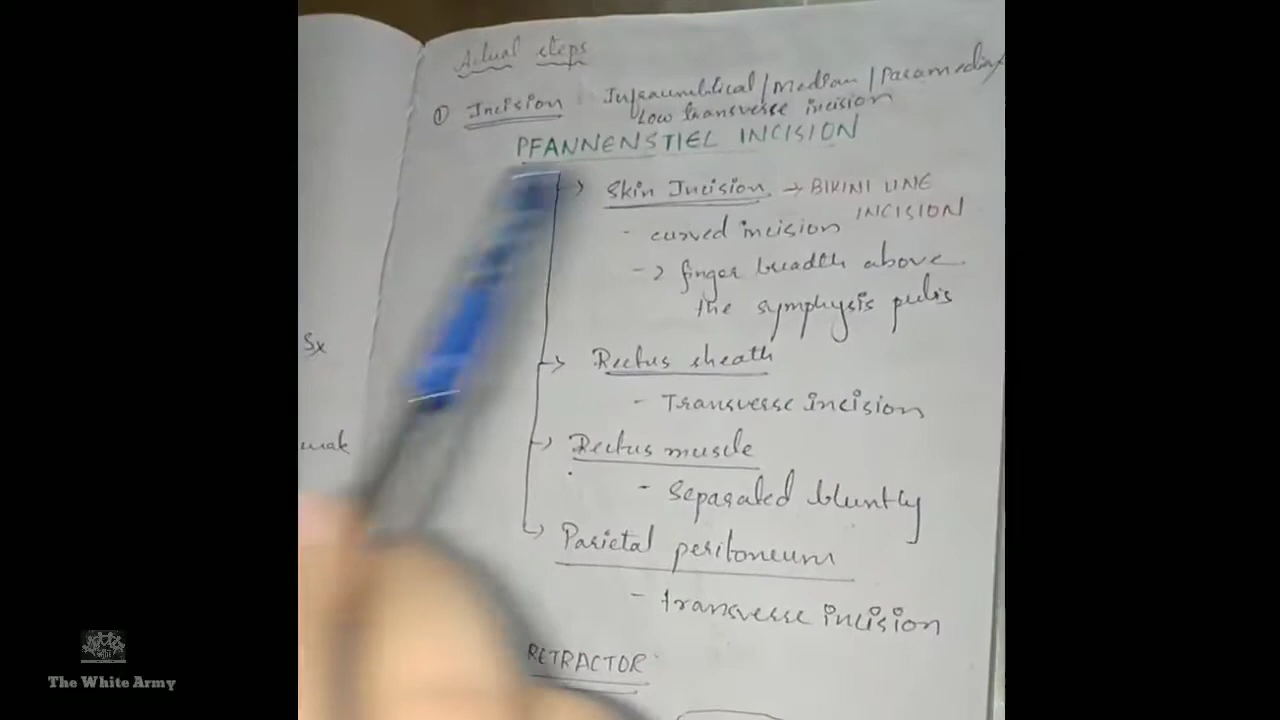 Actual steps
① Incision : Infraumbilical / Median / Paramedian
Low transverse incision
PFANNENSTIEL INCISION
→ Skin Incision → BIKINI LINE
INCISION
- curved incision
- 2 finger breadth above
the symphysis pubis
→ Rectus sheath
- Transverse incision
Sx
→ Rectus muscle
- Separated bluntly
→ Parietal peritoneum
- transverse incision
RETRACTOR
The White Army